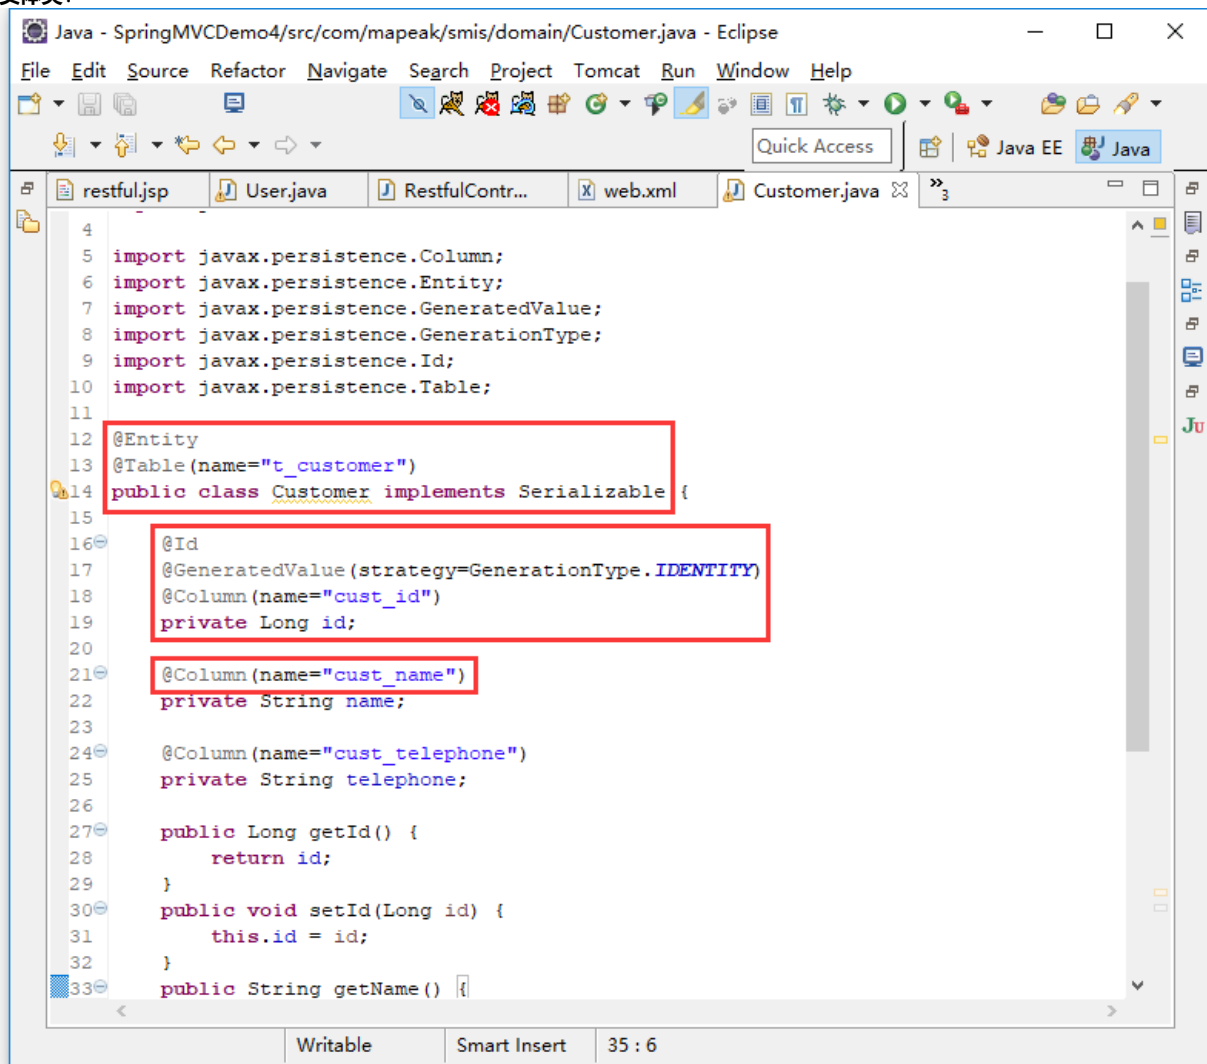 Java - SpringMVCDemo4/src/com/mapeak/smis/domain/Customer.java - Eclipse
File Edit Source Refactor Navigate Search Project Tomcat Run Window Help
Quick Access Java EE Java
restful.jsp User.java RestfulContr... web.xml Customer.java »3
4
5 import javax.persistence.Column;
6 import javax.persistence.Entity;
7 import javax.persistence.GeneratedValue;
8 import javax.persistence.GenerationType;
9 import javax.persistence.Id;
10 import javax.persistence.Table;
11
12 @Entity
13 @Table(name="t_customer")
14 public class Customer implements Serializable {
15
16 @Id
17 @GeneratedValue(strategy=GenerationType.IDENTITY)
18 @Column(name="cust_id")
19 private Long id;
20
21 @Column(name="cust_name")
22 private String name;
23
24 @Column(name="cust_telephone")
25 private String telephone;
26
27 public Long getId() {
28 return id;
29 }
30 public void setId(Long id) {
31 this.id = id;
32 }
33 public String getName() {
Writable Smart Insert 35 : 6